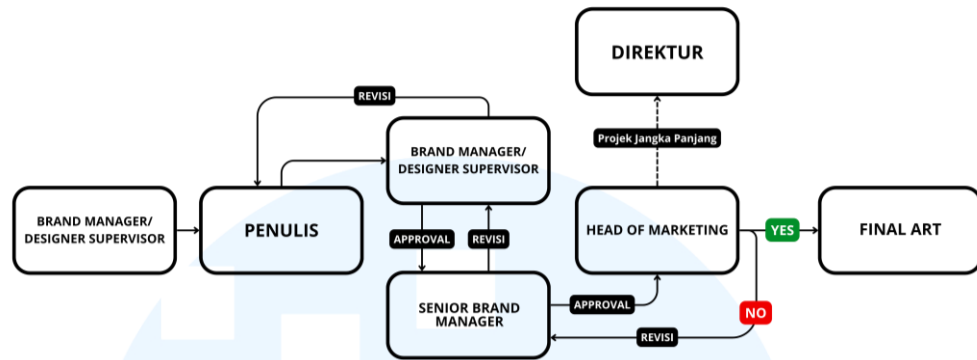 DIREKTUR
REVISI
Projek Jangka Panjang
BRAND MANAGER/
DESIGNER SUPERVISOR
BRAND MANAGER/
DESIGNER SUPERVISOR
PENULIS
HEAD OF MARKETING
YES
FINAL ART
APPROVAL
REVISI
SENIOR BRAND
MANAGER
APPROVAL
NO
REVISI